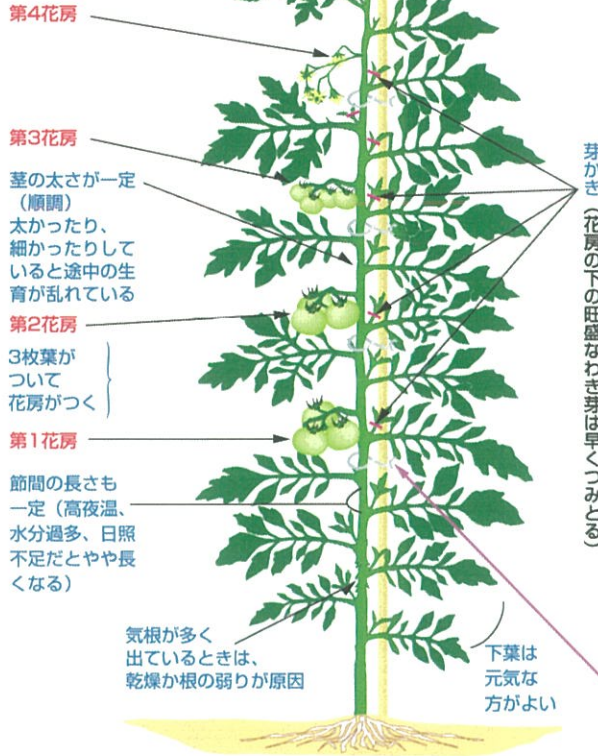 第4花房
第3花房
茎の太さが一定
（順調）
太かったり、
細かったりして
いると途中の生
育が乱れている
第2花房
3枚葉が
ついて
花房がつく
第1花房
節間の長さも
一定（高夜温、
水分過多、日照
不足だとやや長
くなる）
気根が多く
出ているときは、
乾燥か根の弱りが原因
下葉は
元気な
方がよい
芽かき（花房の下の旺盛なわき芽は早くつみとる）